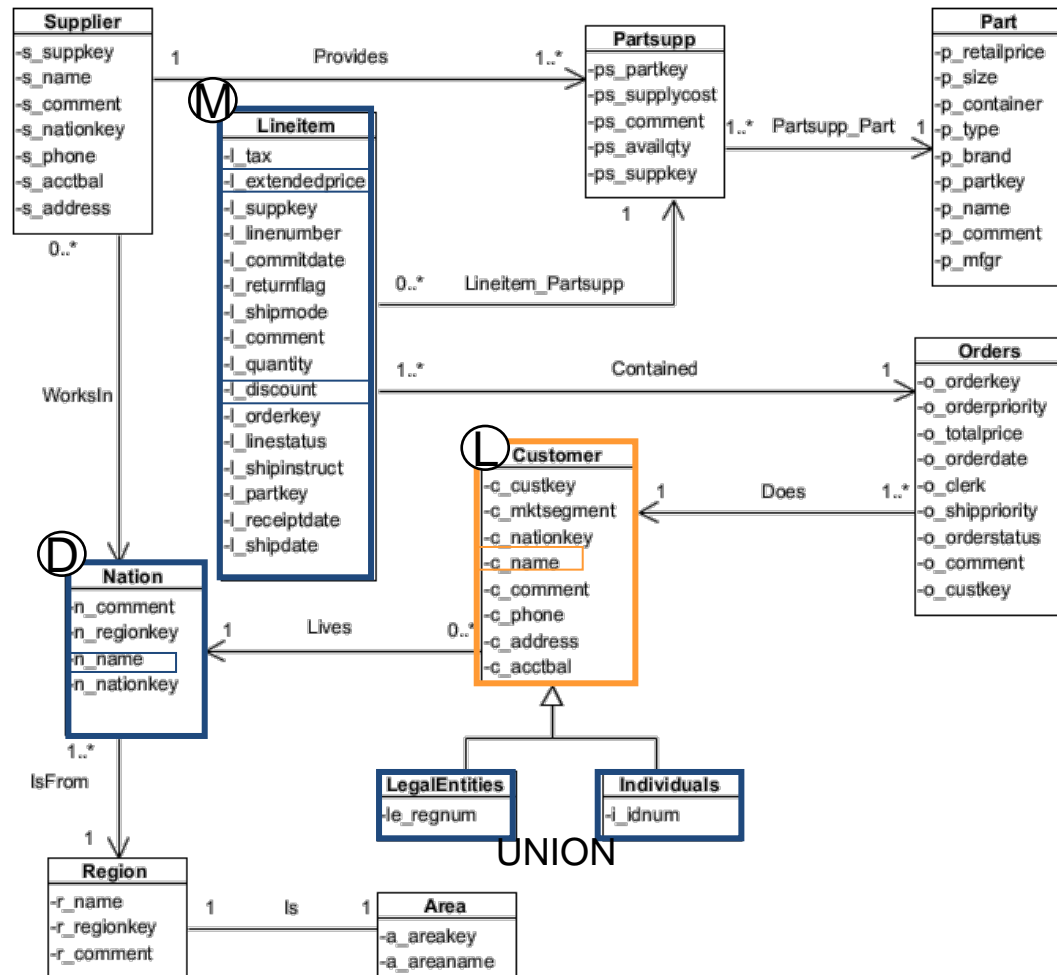 Supplier
-s_suppkey
-s_name
-s_comment
-s_nationkey
-s_phone
-s_acctbal
-s_address
1
Provides
1..*
Partsupp
-ps_partkey
-ps_supplycost
-ps_comment
-ps_availqty
-ps_suppkey
1..*
Partsupp_Part
1
Part
-p_retailprice
-p_size
-p_container
-p_type
-p_brand
-p_partkey
-p_name
-p_comment
-p_mfgr
M
Lineitem
-l_tax
-l_extendedprice
-l_suppkey
-l_linenumber
-l_commitdate
-l_returnflag
-l_shipmode
-l_comment
-l_quantity
-l_discount
-l_orderkey
-l_linestatus
-l_shipinstruct
-l_partkey
-l_receiptdate
-l_shipdate
0..*
Lineitem_Partsupp
1
1..*
Contained
1
Orders
-o_orderkey
-o_orderpriority
-o_totalprice
-o_orderdate
-o_clerk
-o_shippriority
-o_orderstatus
-o_comment
-o_custkey
0..*
WorksIn
L
Customer
-c_custkey
-c_mktsegment
-c_nationkey
-c_name
-c_comment
-c_phone
-c_address
-c_acctbal
1
Does
1..*
D
Nation
-n_comment
-n_regionkey
-n_name
-n_nationkey
1
Lives
0..*
1..*
IsFrom
1
LegalEntities
-le_regnum
Individuals
-i_idnum
UNION
Region
-r_name
-r_regionkey
-r_comment
1
Is
1
Area
-a_areakey
-a_areaname